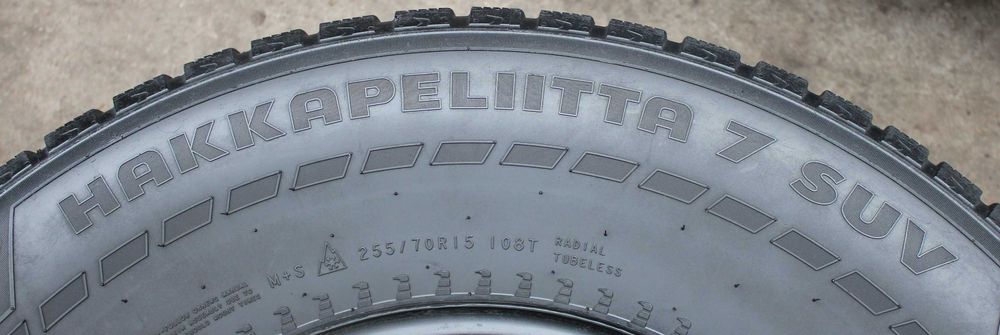 HAKKAPELIITTA 7 SUV
M+S 255/70R15 108T RADIAL
TUBELESS